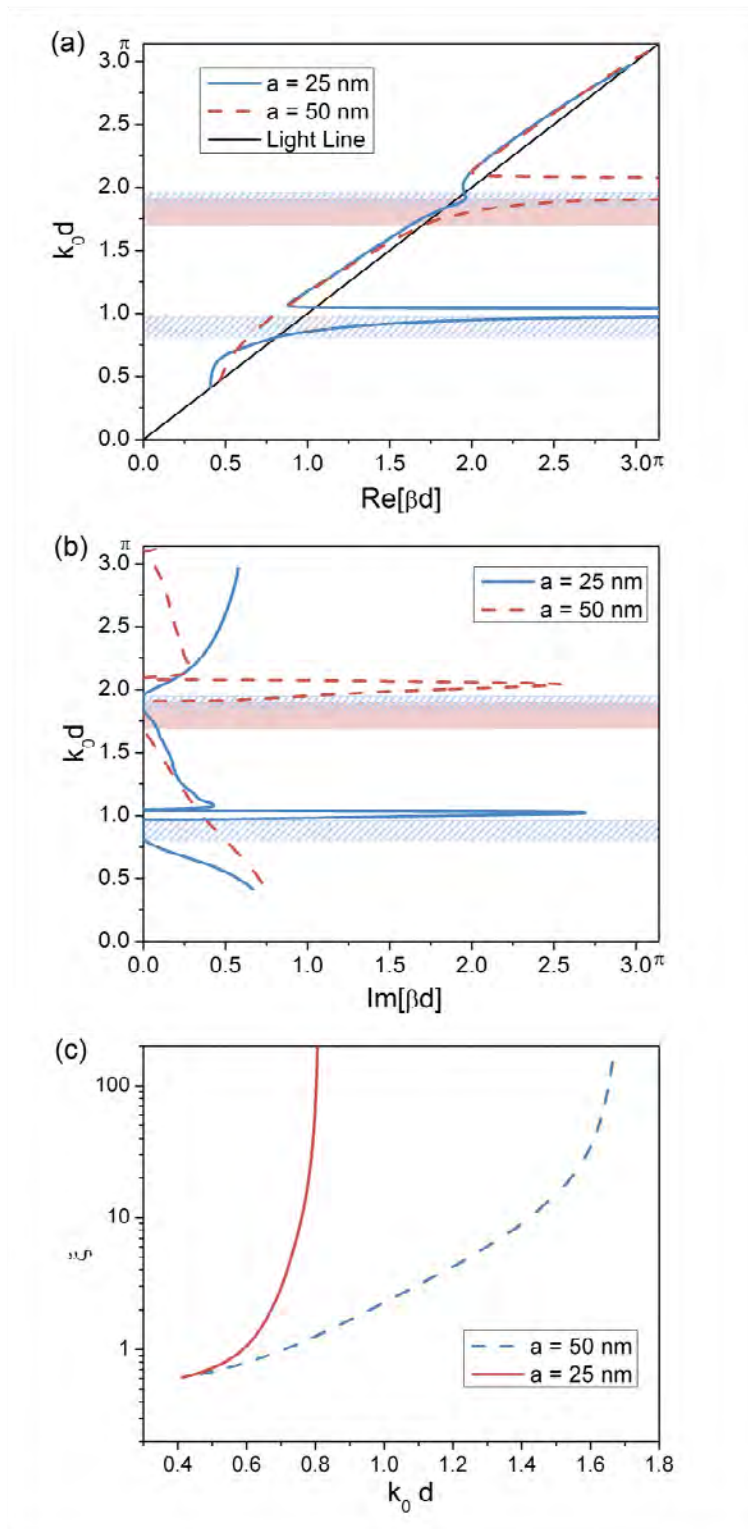 (a)
π
3.0
2.5
2.0
1.5
1.0
0.5
0.0
k₀d
a = 25 nm
a = 50 nm
Light Line
0.0 0.5 1.0 1.5 2.0 2.5 3.0 π
Re[βd]
(b)
π
3.0
2.5
2.0
1.5
1.0
0.5
0.0
k₀d
a = 25 nm
a = 50 nm
0.0 0.5 1.0 1.5 2.0 2.5 3.0 π
Im[βd]
(c)
100
10
1
ξ
a = 50 nm
a = 25 nm
0.4 0.6 0.8 1.0 1.2 1.4 1.6 1.8
k₀ d